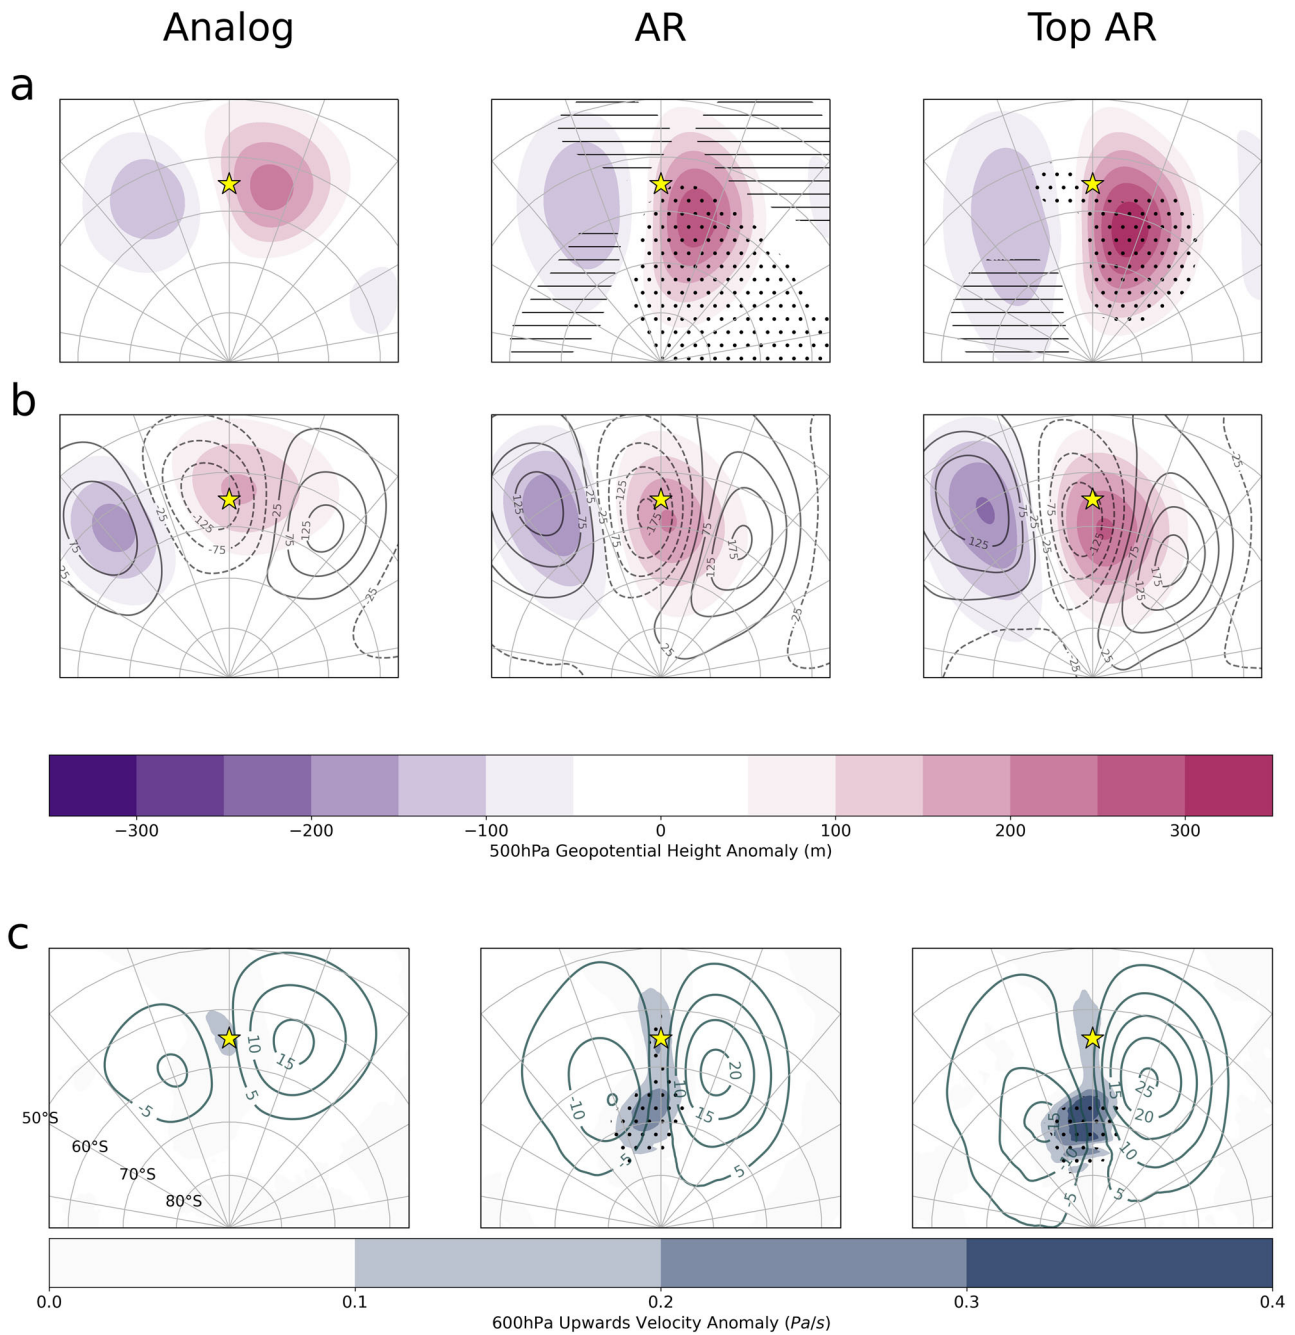 Analog AR Top AR
a
b
75 25 -25 -125 -75 25 75 125 -25
125 25 75 -25 -75 -125 -175 75 125 175 25 -25
75 25 125 -25 -125 75 125 175 -25 25 -25
−300 −200 −100 0 100 200 300
500hPa Geopotential Height Anomaly (m)
c
-5 10 15 5
-10 -5 10 15 20 5
-15 -10 -5 15 25 20 10 5
50°S
60°S
70°S
80°S
0.0 0.1 0.2 0.3 0.4
600hPa Upwards Velocity Anomaly (Pa/s)